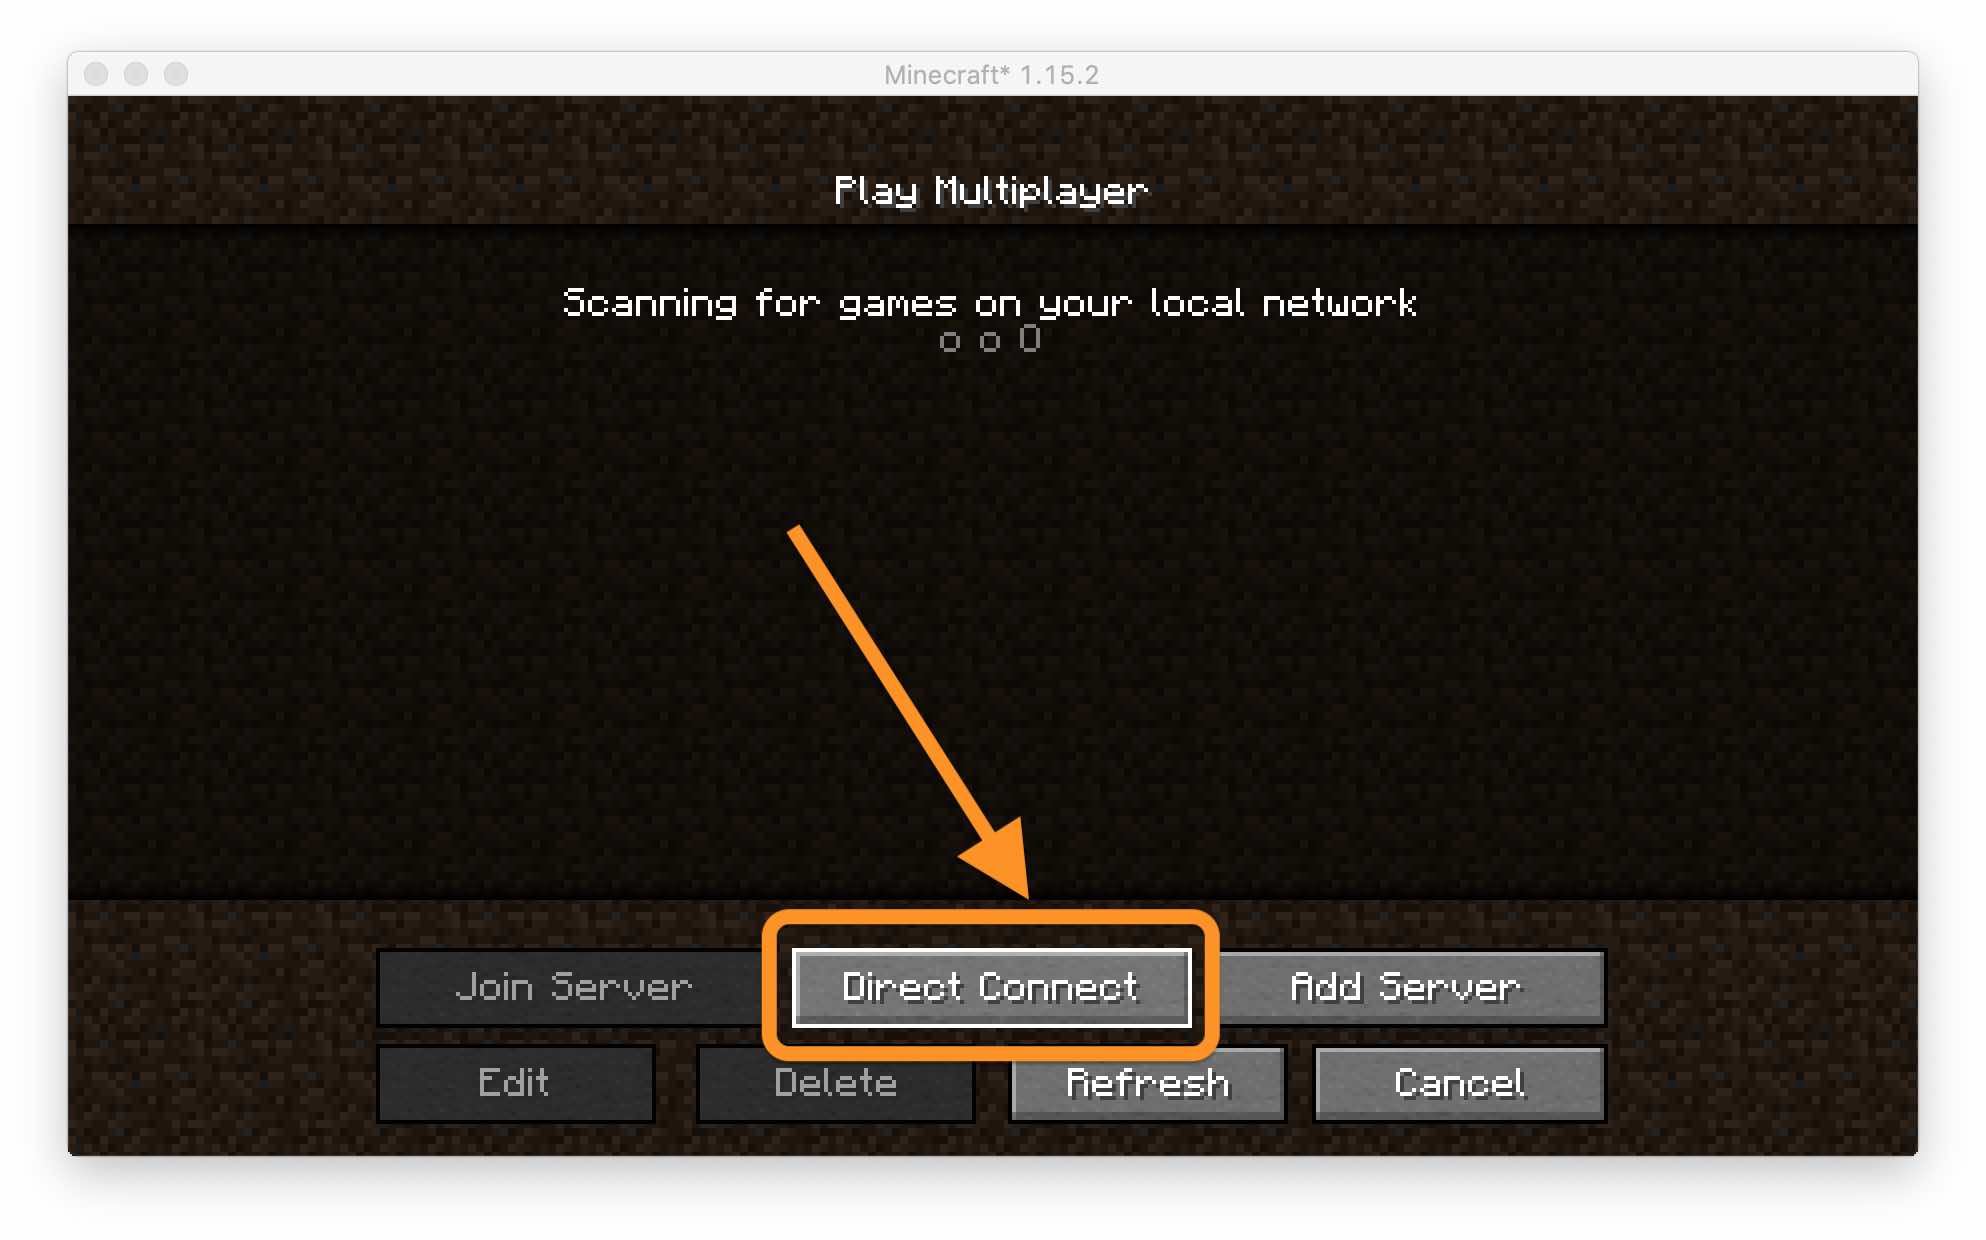 Minecraft* 1.15.2
Play Multiplayer
Scanning for games on your local network
o o O
Join Server
Direct Connect
Add Server
Edit
Delete
Refresh
Cancel